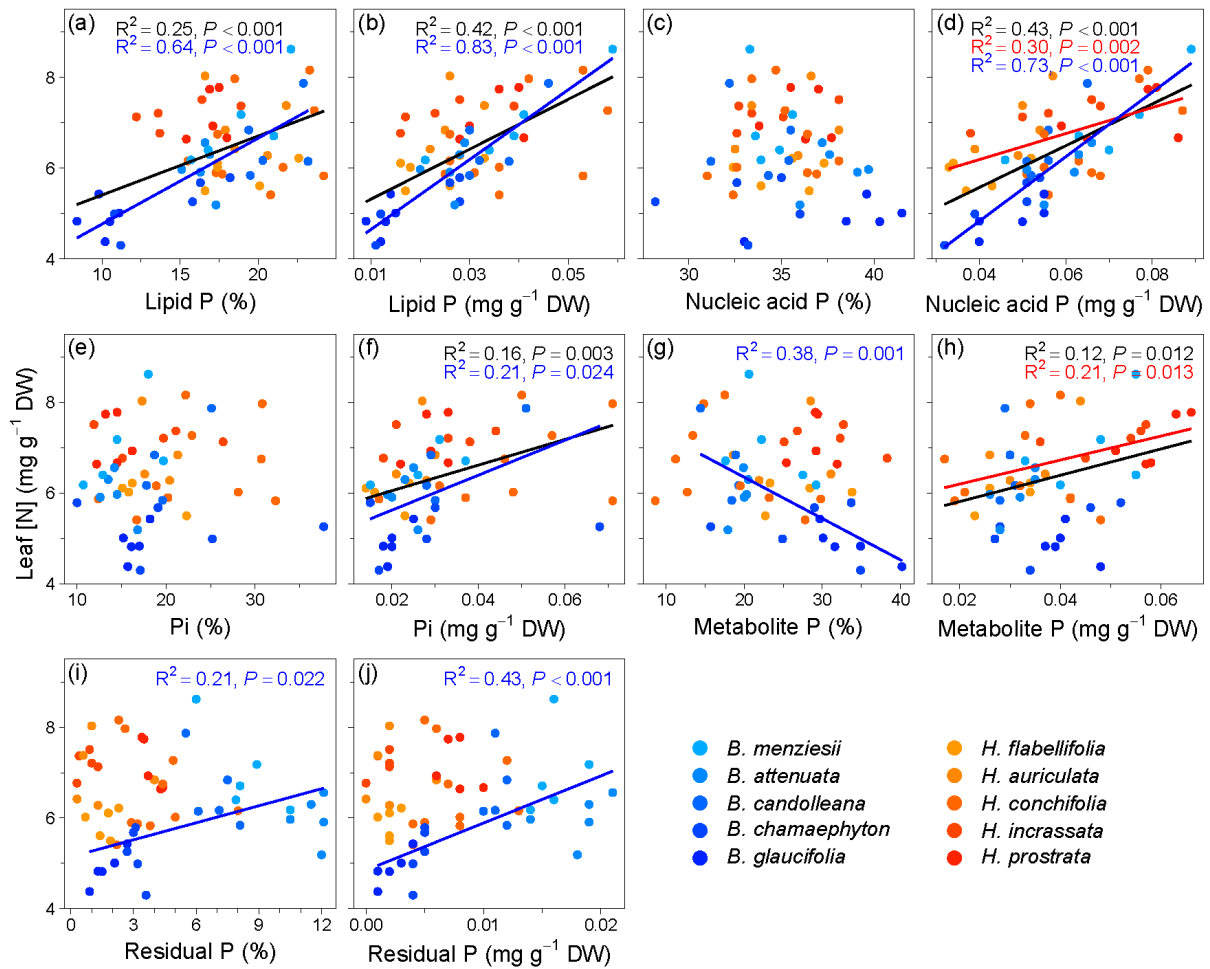 (a)
R² = 0.25, P < 0.001
R² = 0.64, P < 0.001
(b)
R² = 0.42, P < 0.001
R² = 0.83, P < 0.001
(c)
(d)
R² = 0.43, P < 0.001
R² = 0.30, P = 0.002
R² = 0.73, P < 0.001
8
6
4
10 15 20
Lipid P (%)
0.01 0.03 0.05
Lipid P (mg g⁻¹ DW)
30 35 40
Nucleic acid P (%)
0.04 0.06 0.08
Nucleic acid P (mg g⁻¹ DW)
Leaf [N] (mg g⁻¹ DW)
(e)
(f)
R² = 0.16, P = 0.003
R² = 0.21, P = 0.024
(g)
R² = 0.38, P = 0.001
(h)
R² = 0.12, P = 0.012
R² = 0.21, P = 0.013
8
6
4
10 20 30
Pi (%)
0.02 0.04 0.06
Pi (mg g⁻¹ DW)
10 20 30 40
Metabolite P (%)
0.02 0.04 0.06
Metabolite P (mg g⁻¹ DW)
(i)
R² = 0.21, P = 0.022
(j)
R² = 0.43, P < 0.001
8
6
4
0 3 6 9 12
Residual P (%)
0.00 0.01 0.02
Residual P (mg g⁻¹ DW)
B. menziesii
B. attenuata
B. candolleana
B. chamaephyton
B. glaucifolia
H. flabellifolia
H. auriculata
H. conchifolia
H. incrassata
H. prostrata